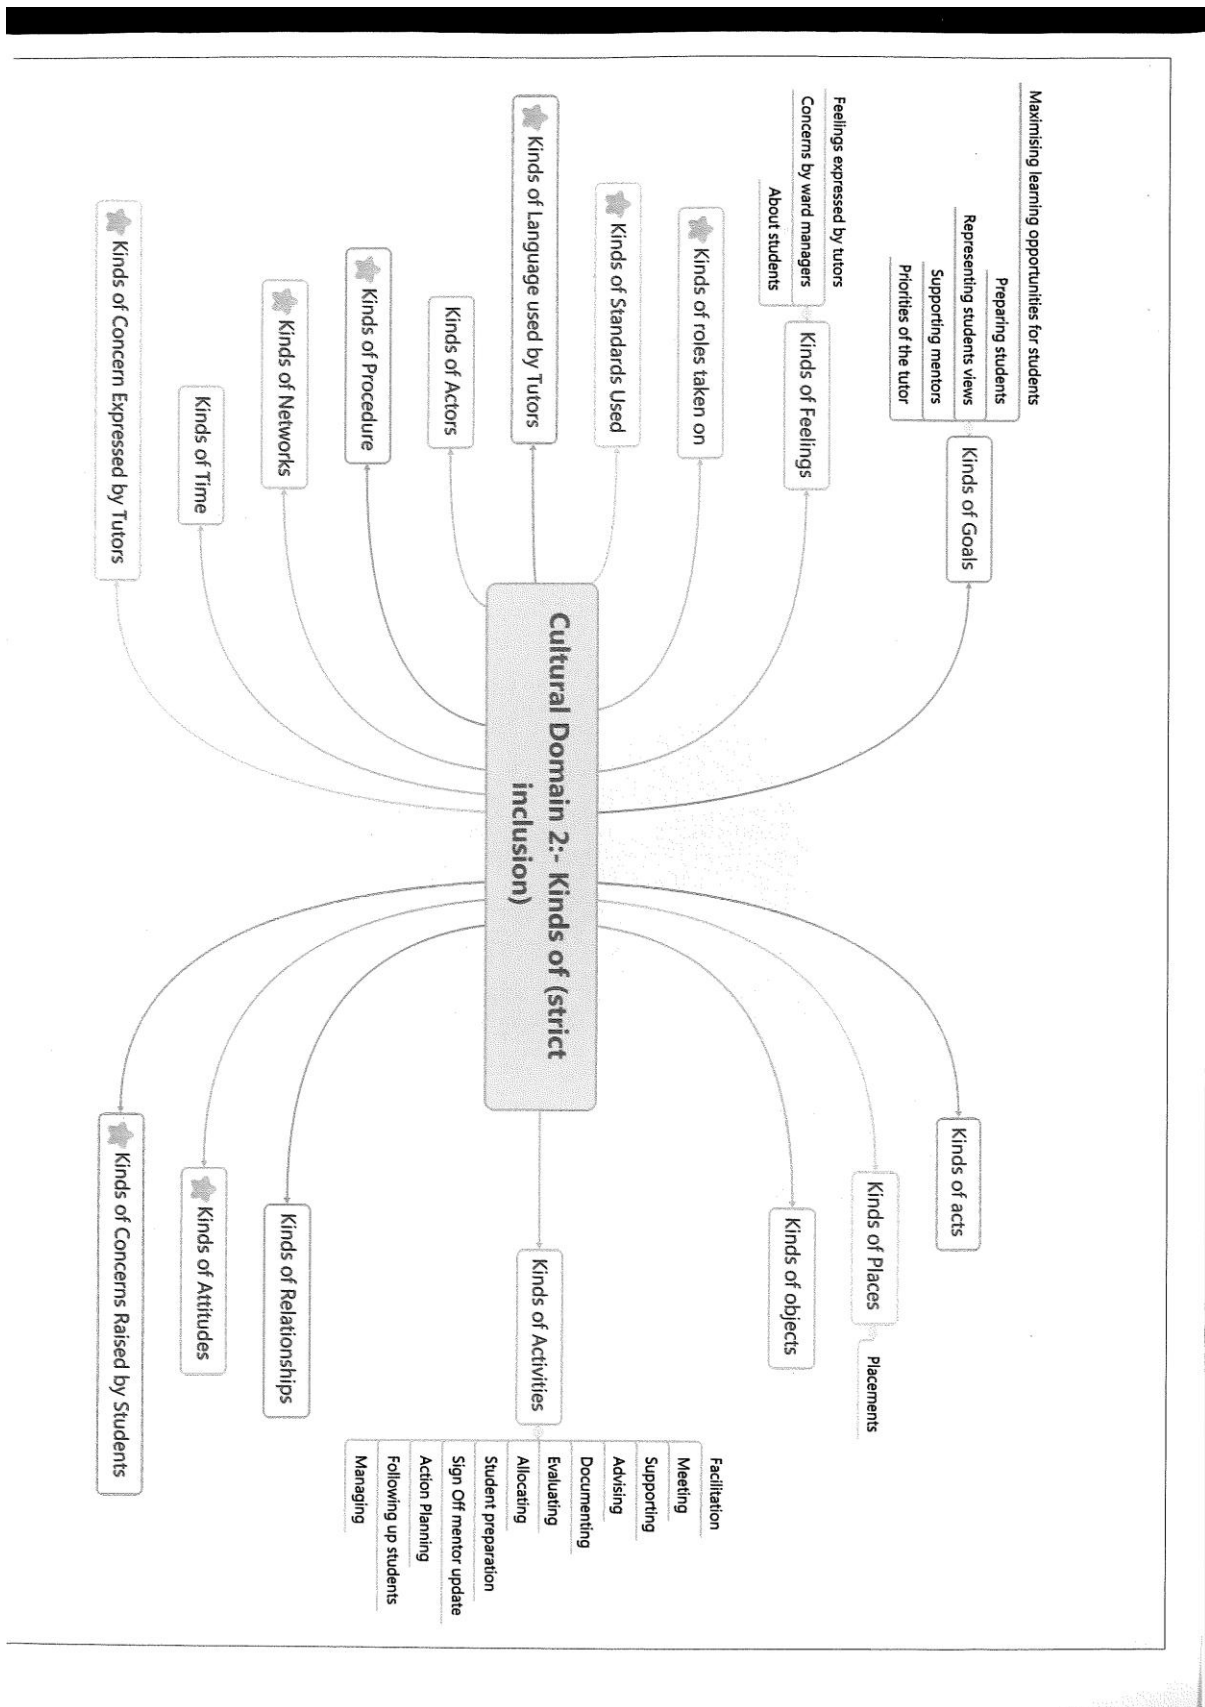 Cultural Domain 2:- Kinds of (strict
inclusion)
Kinds of acts
Kinds of Places
Placements
Kinds of objects
Kinds of Activities
Facilitation
Meeting
Supporting
Advising
Documenting
Evaluating
Allocating
Student preparation
Sign Off mentor update
Action Planning
Following up students
Managing
Kinds of Relationships
Kinds of Attitudes
Kinds of Concerns Raised by Students
Kinds of Goals
Maximising learning opportunities for students
Preparing students
Representing students views
Supporting mentors
Priorities of the tutor
Kinds of Feelings
Feelings expressed by tutors
Concerns by ward managers
About students
Kinds of roles taken on
Kinds of Standards Used
Kinds of Language used by Tutors
Kinds of Actors
Kinds of Procedure
Kinds of Networks
Kinds of Time
Kinds of Concern Expressed by Tutors